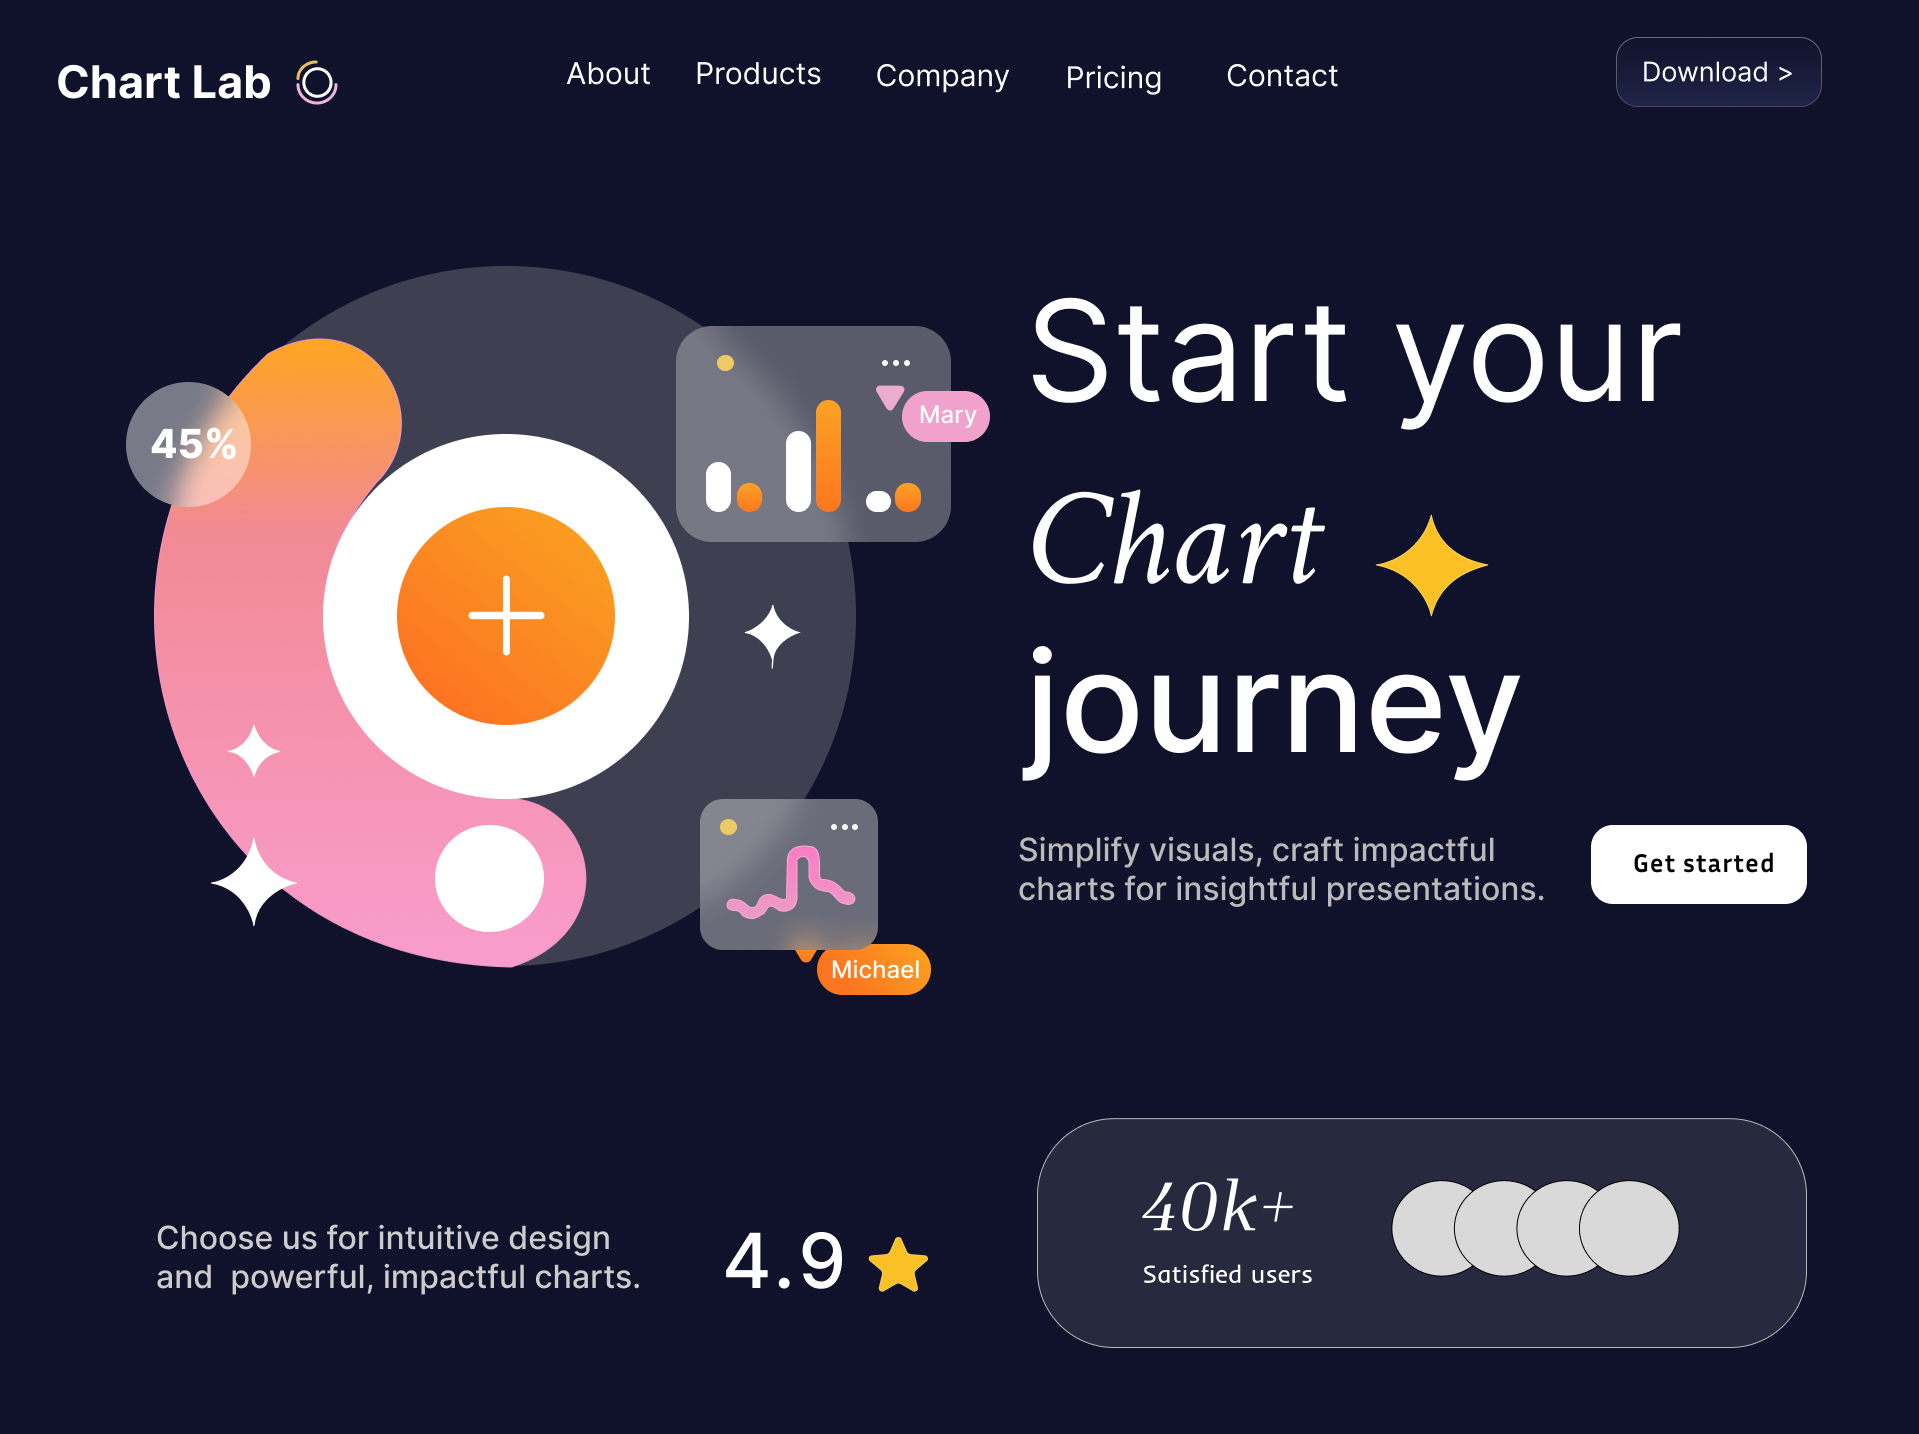 Chart Lab
About
Products
Company
Pricing
Contact
Download >
Start your
Chart
journey
45%
Mary
Simplify visuals, craft impactful
charts for insightful presentations.
Get started
Michael
Choose us for intuitive design
and  powerful, impactful charts.
4.9
40k+
Satisfied users